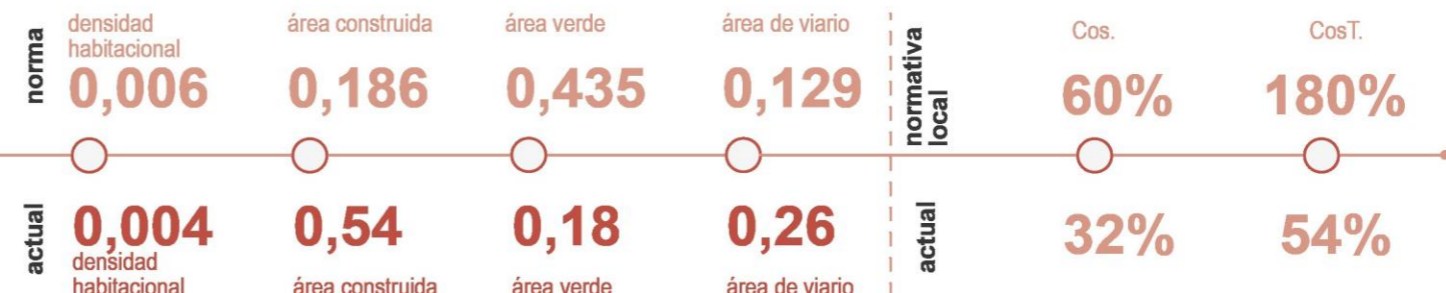 norma
densidad
habitacional
0,006
área construida
0,186
área verde
0,435
área de viario
0,129
normativa
local
Cos.
60%
CosT.
180%
actual
0,004
densidad
habitacional
0,54
área construida
0,18
área verde
0,26
área de viario
actual
32%
54%